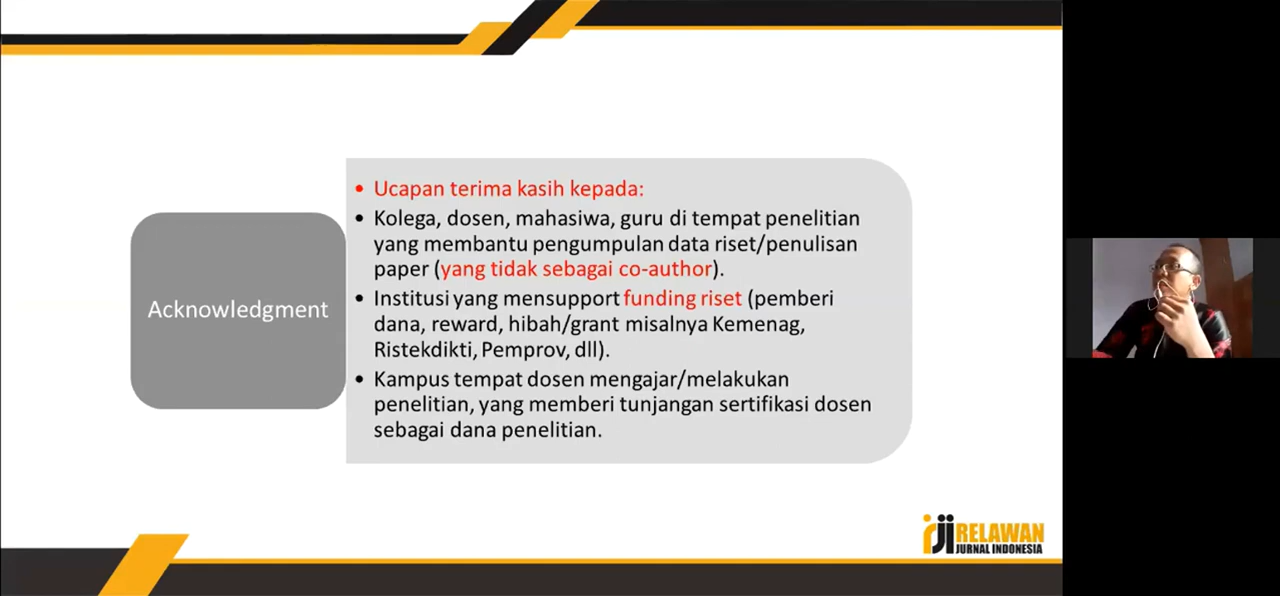 Acknowledgment
• Ucapan terima kasih kepada:
• Kolega, dosen, mahasiwa, guru di tempat penelitian
yang membantu pengumpulan data riset/penulisan
paper (yang tidak sebagai co-author).
• Institusi yang mensupport funding riset (pemberi
dana, reward, hibah/grant misalnya Kemenag,
Ristekdikti, Pemprov, dll).
• Kampus tempat dosen mengajar/melakukan
penelitian, yang memberi tunjangan sertifikasi dosen
sebagai dana penelitian.
rji RELAWAN
JURNAL INDONESIA